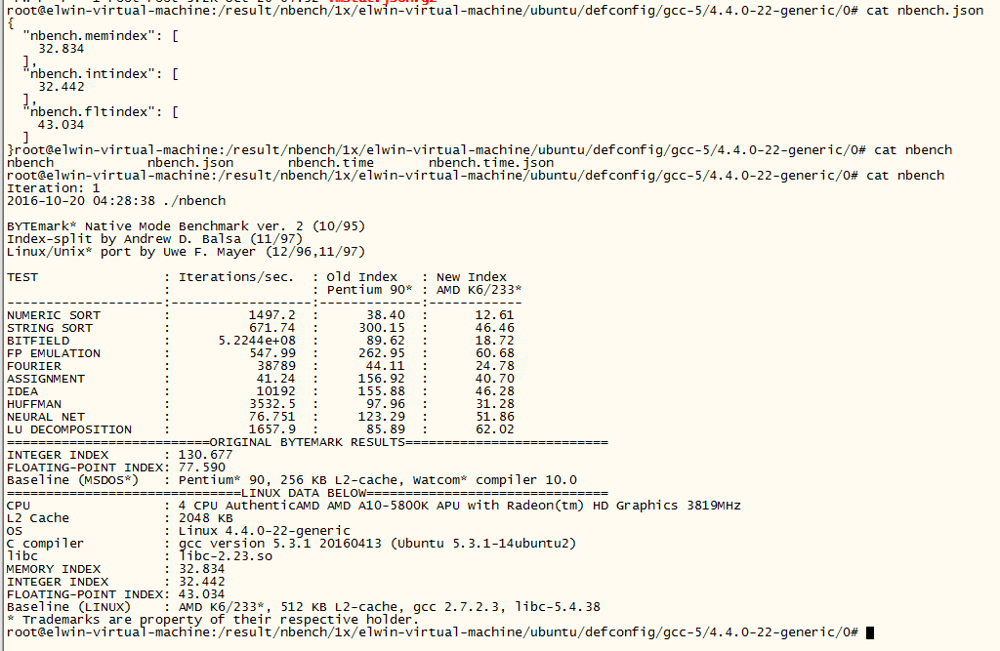 root@elwin-virtual-machine:/result/nbench/1x/elwin-virtual-machine/ubuntu/defconfig/gcc-5/4.4.0-22-generic/0# cat nbench.json
{
  "nbench.memindex": [
    32.834
  ],
  "nbench.intindex": [
    32.442
  ],
  "nbench.fltindex": [
    43.034
  ]
}root@elwin-virtual-machine:/result/nbench/1x/elwin-virtual-machine/ubuntu/defconfig/gcc-5/4.4.0-22-generic/0# cat nbench
nbench            nbench.json       nbench.time       nbench.time.json
root@elwin-virtual-machine:/result/nbench/1x/elwin-virtual-machine/ubuntu/defconfig/gcc-5/4.4.0-22-generic/0# cat nbench
Iteration: 1
2016-10-20 04:28:38 ./nbench

BYTEmark* Native Mode Benchmark ver. 2 (10/95)
Index-split by Andrew D. Balsa (11/97)
Linux/Unix* port by Uwe F. Mayer (12/96,11/97)

TEST                : Iterations/sec.  : Old Index   : New Index
                    :                  : Pentium 90* : AMD K6/233*
--------------------:------------------:-------------:------------
NUMERIC SORT        :          1497.2  :      38.40  :      12.61
STRING SORT         :          671.74  :     300.15  :      46.46
BITFIELD            :      5.2244e+08  :      89.62  :      18.72
FP EMULATION        :          547.99  :     262.95  :      60.68
FOURIER             :           38789  :      44.11  :      24.78
ASSIGNMENT          :           41.24  :     156.92  :      40.70
IDEA                :           10192  :     155.88  :      46.28
HUFFMAN             :          3532.5  :      97.96  :      31.28
NEURAL NET          :          76.751  :     123.29  :      51.86
LU DECOMPOSITION    :          1657.9  :      85.89  :      62.02
==========================ORIGINAL BYTEMARK RESULTS==========================
INTEGER INDEX       : 130.677
FLOATING-POINT INDEX: 77.590
Baseline (MSDOS*)   : Pentium* 90, 256 KB L2-cache, Watcom* compiler 10.0
==============================LINUX DATA BELOW===============================
CPU                 : 4 CPU AuthenticAMD AMD A10-5800K APU with Radeon(tm) HD Graphics 3819MHz
L2 Cache            : 2048 KB
OS                  : Linux 4.4.0-22-generic
C compiler          : gcc version 5.3.1 20160413 (Ubuntu 5.3.1-14ubuntu2)
libc                : libc-2.23.so
MEMORY INDEX        : 32.834
INTEGER INDEX       : 32.442
FLOATING-POINT INDEX: 43.034
Baseline (LINUX)    : AMD K6/233*, 512 KB L2-cache, gcc 2.7.2.3, libc-5.4.38
* Trademarks are property of their respective holder.
root@elwin-virtual-machine:/result/nbench/1x/elwin-virtual-machine/ubuntu/defconfig/gcc-5/4.4.0-22-generic/0#